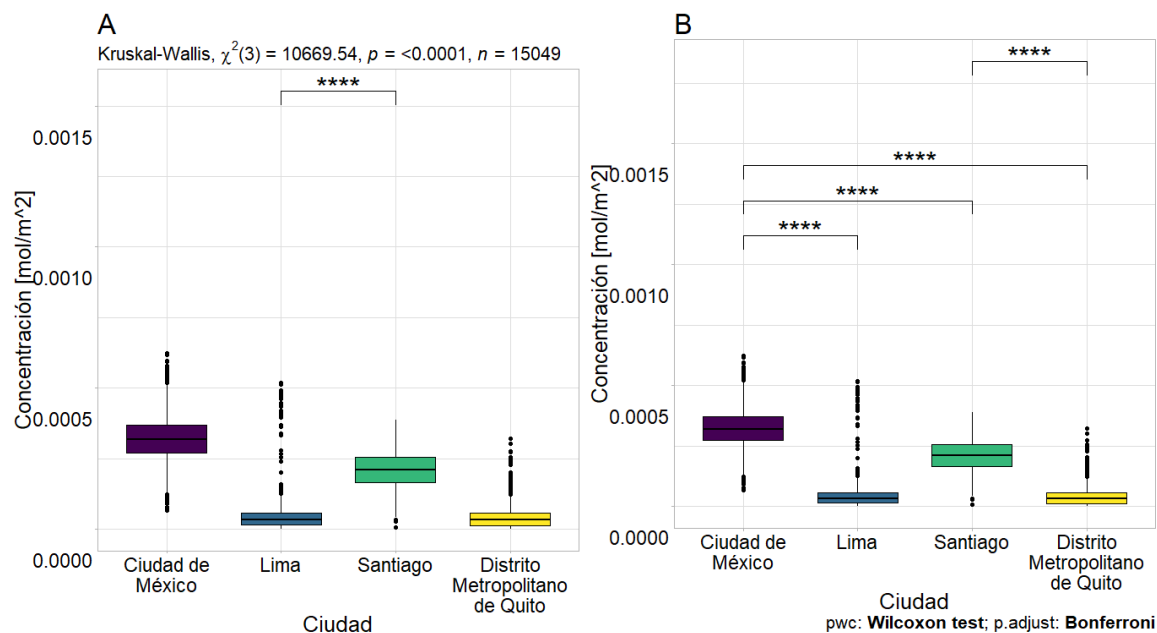 A
Kruskal-Wallis, χ²(3) = 10669.54, p = <0.0001, n = 15049
****
Concentración [mol/m^2]
0.0015
0.0010
0.0005
0.0000
Ciudad de
México
Lima
Santiago
Distrito
Metropolitano
de Quito
Ciudad
B
****
****
****
****
Concentración [mol/m^2]
0.0015
0.0010
0.0005
0.0000
Ciudad de
México
Lima
Santiago
Distrito
Metropolitano
de Quito
Ciudad
pwc: Wilcoxon test; p.adjust: Bonferroni